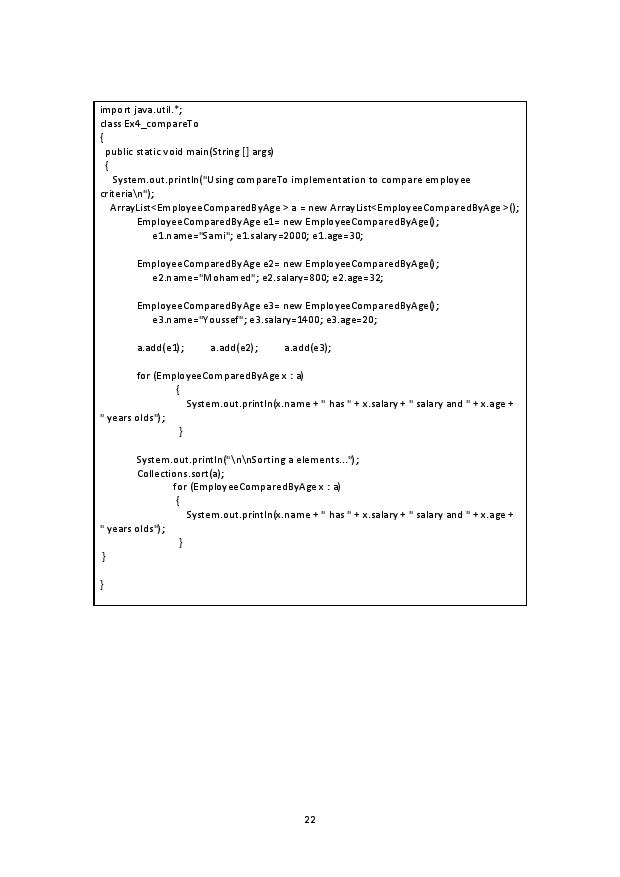 import java.util.*;
class Ex4_compareTo
{
public static void main(String [] args)
{
System.out.println("Using compareTo implementation to compare employee
criteria\n");
ArrayList<EmployeeComparedByAge > a = new ArrayList<EmployeeComparedByAge >();
EmployeeComparedByAge e1= new EmployeeComparedByAge();
e1.name="Sami"; e1.salary=2000; e1.age=30;
EmployeeComparedByAge e2= new EmployeeComparedByAge();
e2.name="Mohamed"; e2.salary=800; e2.age=32;
EmployeeComparedByAge e3= new EmployeeComparedByAge();
e3.name="Youssef"; e3.salary=1400; e3.age=20;
a.add(e1); a.add(e2); a.add(e3);
for (EmployeeComparedByAge x : a)
{
System.out.println(x.name + " has " + x.salary + " salary and " + x.age +
" years olds");
}
System.out.println("\n\nSorting a elements...");
Collections.sort(a);
for (EmployeeComparedByAge x : a)
{
System.out.println(x.name + " has " + x.salary + " salary and " + x.age +
" years olds");
}
}
}
22